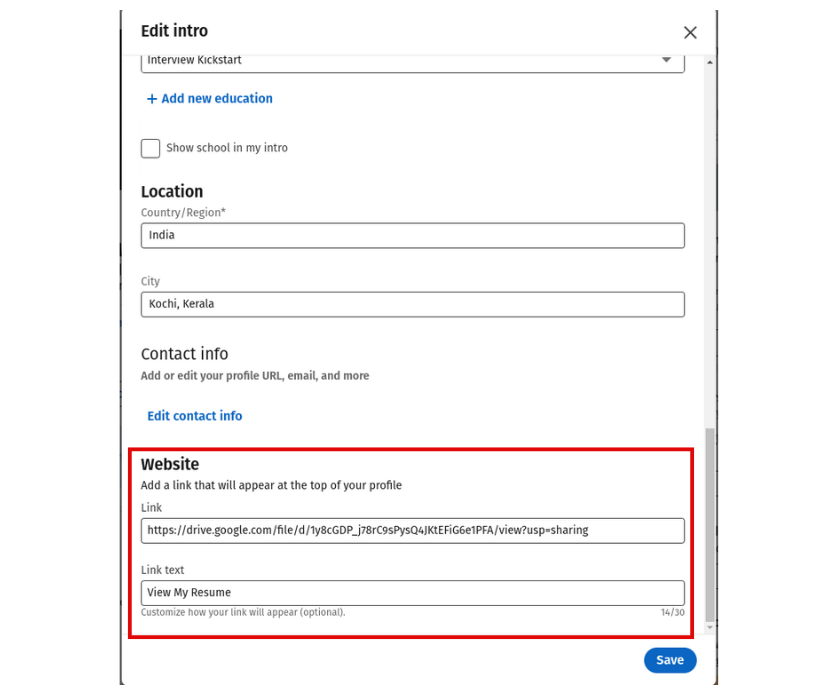 Edit intro
Interview Kickstart
+ Add new education
Show school in my intro
Location
Country/Region*
India
City
Kochi, Kerala
Contact info
Add or edit your profile URL, email, and more
Edit contact info
Website
Add a link that will appear at the top of your profile
Link
https://drive.google.com/file/d/1y8cGDP_j78rC9sPysQ4JKtEFiG6e1PFA/view?usp=sharing
Link text
View My Resume
Customize how your link will appear (optional).
14/30
Save